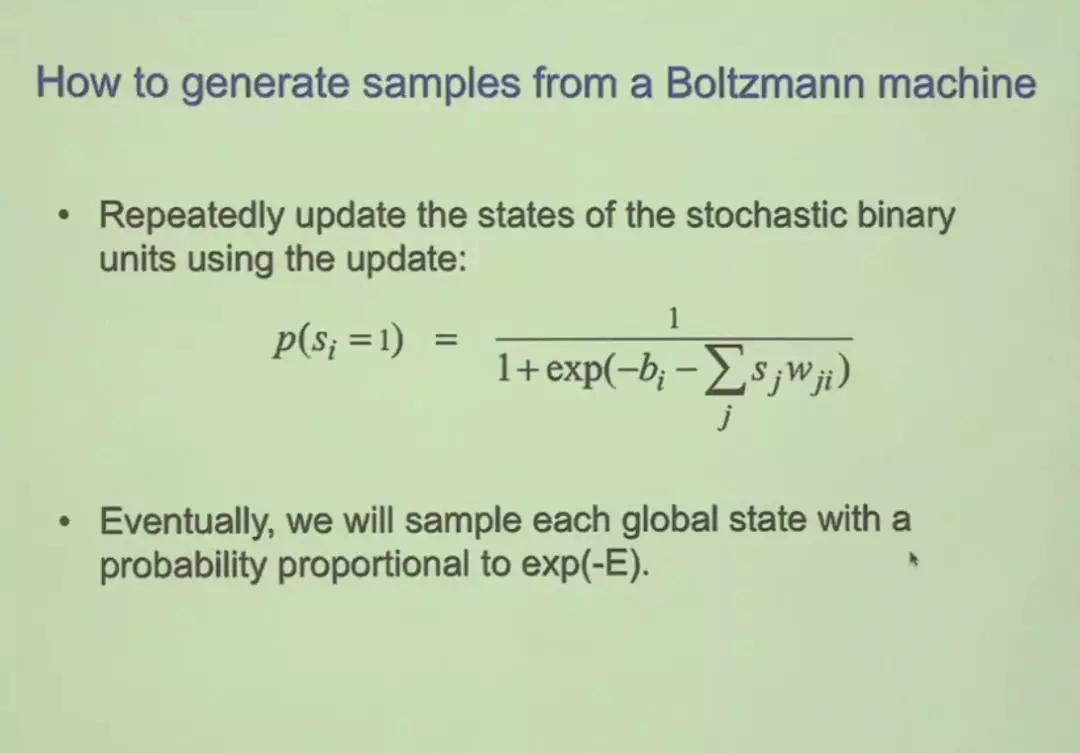 How to generate samples from a Boltzmann machine
• Repeatedly update the states of the stochastic binary
units using the update:
p(s_i = 1) = 1 / (1 + exp(−b_i − ∑_j s_j w_{ji}))
• Eventually, we will sample each global state with a
probability proportional to exp(-E).